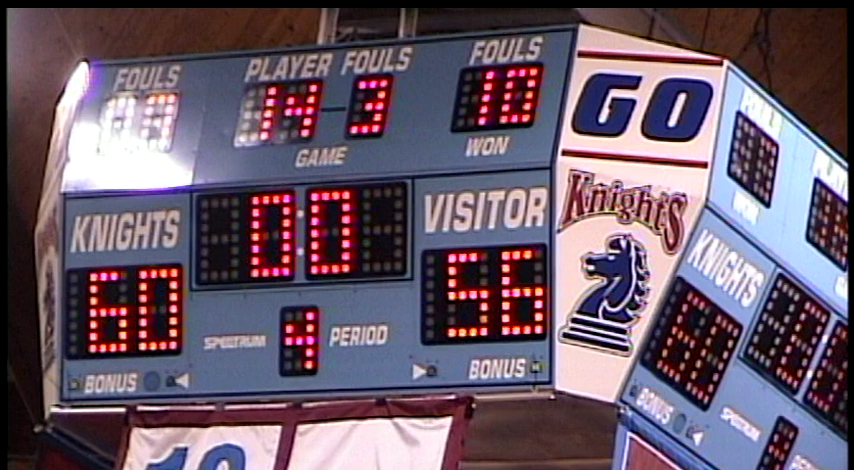 FOULS PLAYER FOULS FOULS
14-3 10
GAME WON
KNIGHTS 0:0 VISITOR
60 56
SPECTRUM 4 PERIOD
BONUS BONUS
GO
Knights
KNIGHTS
BONUS
SPECTRUM